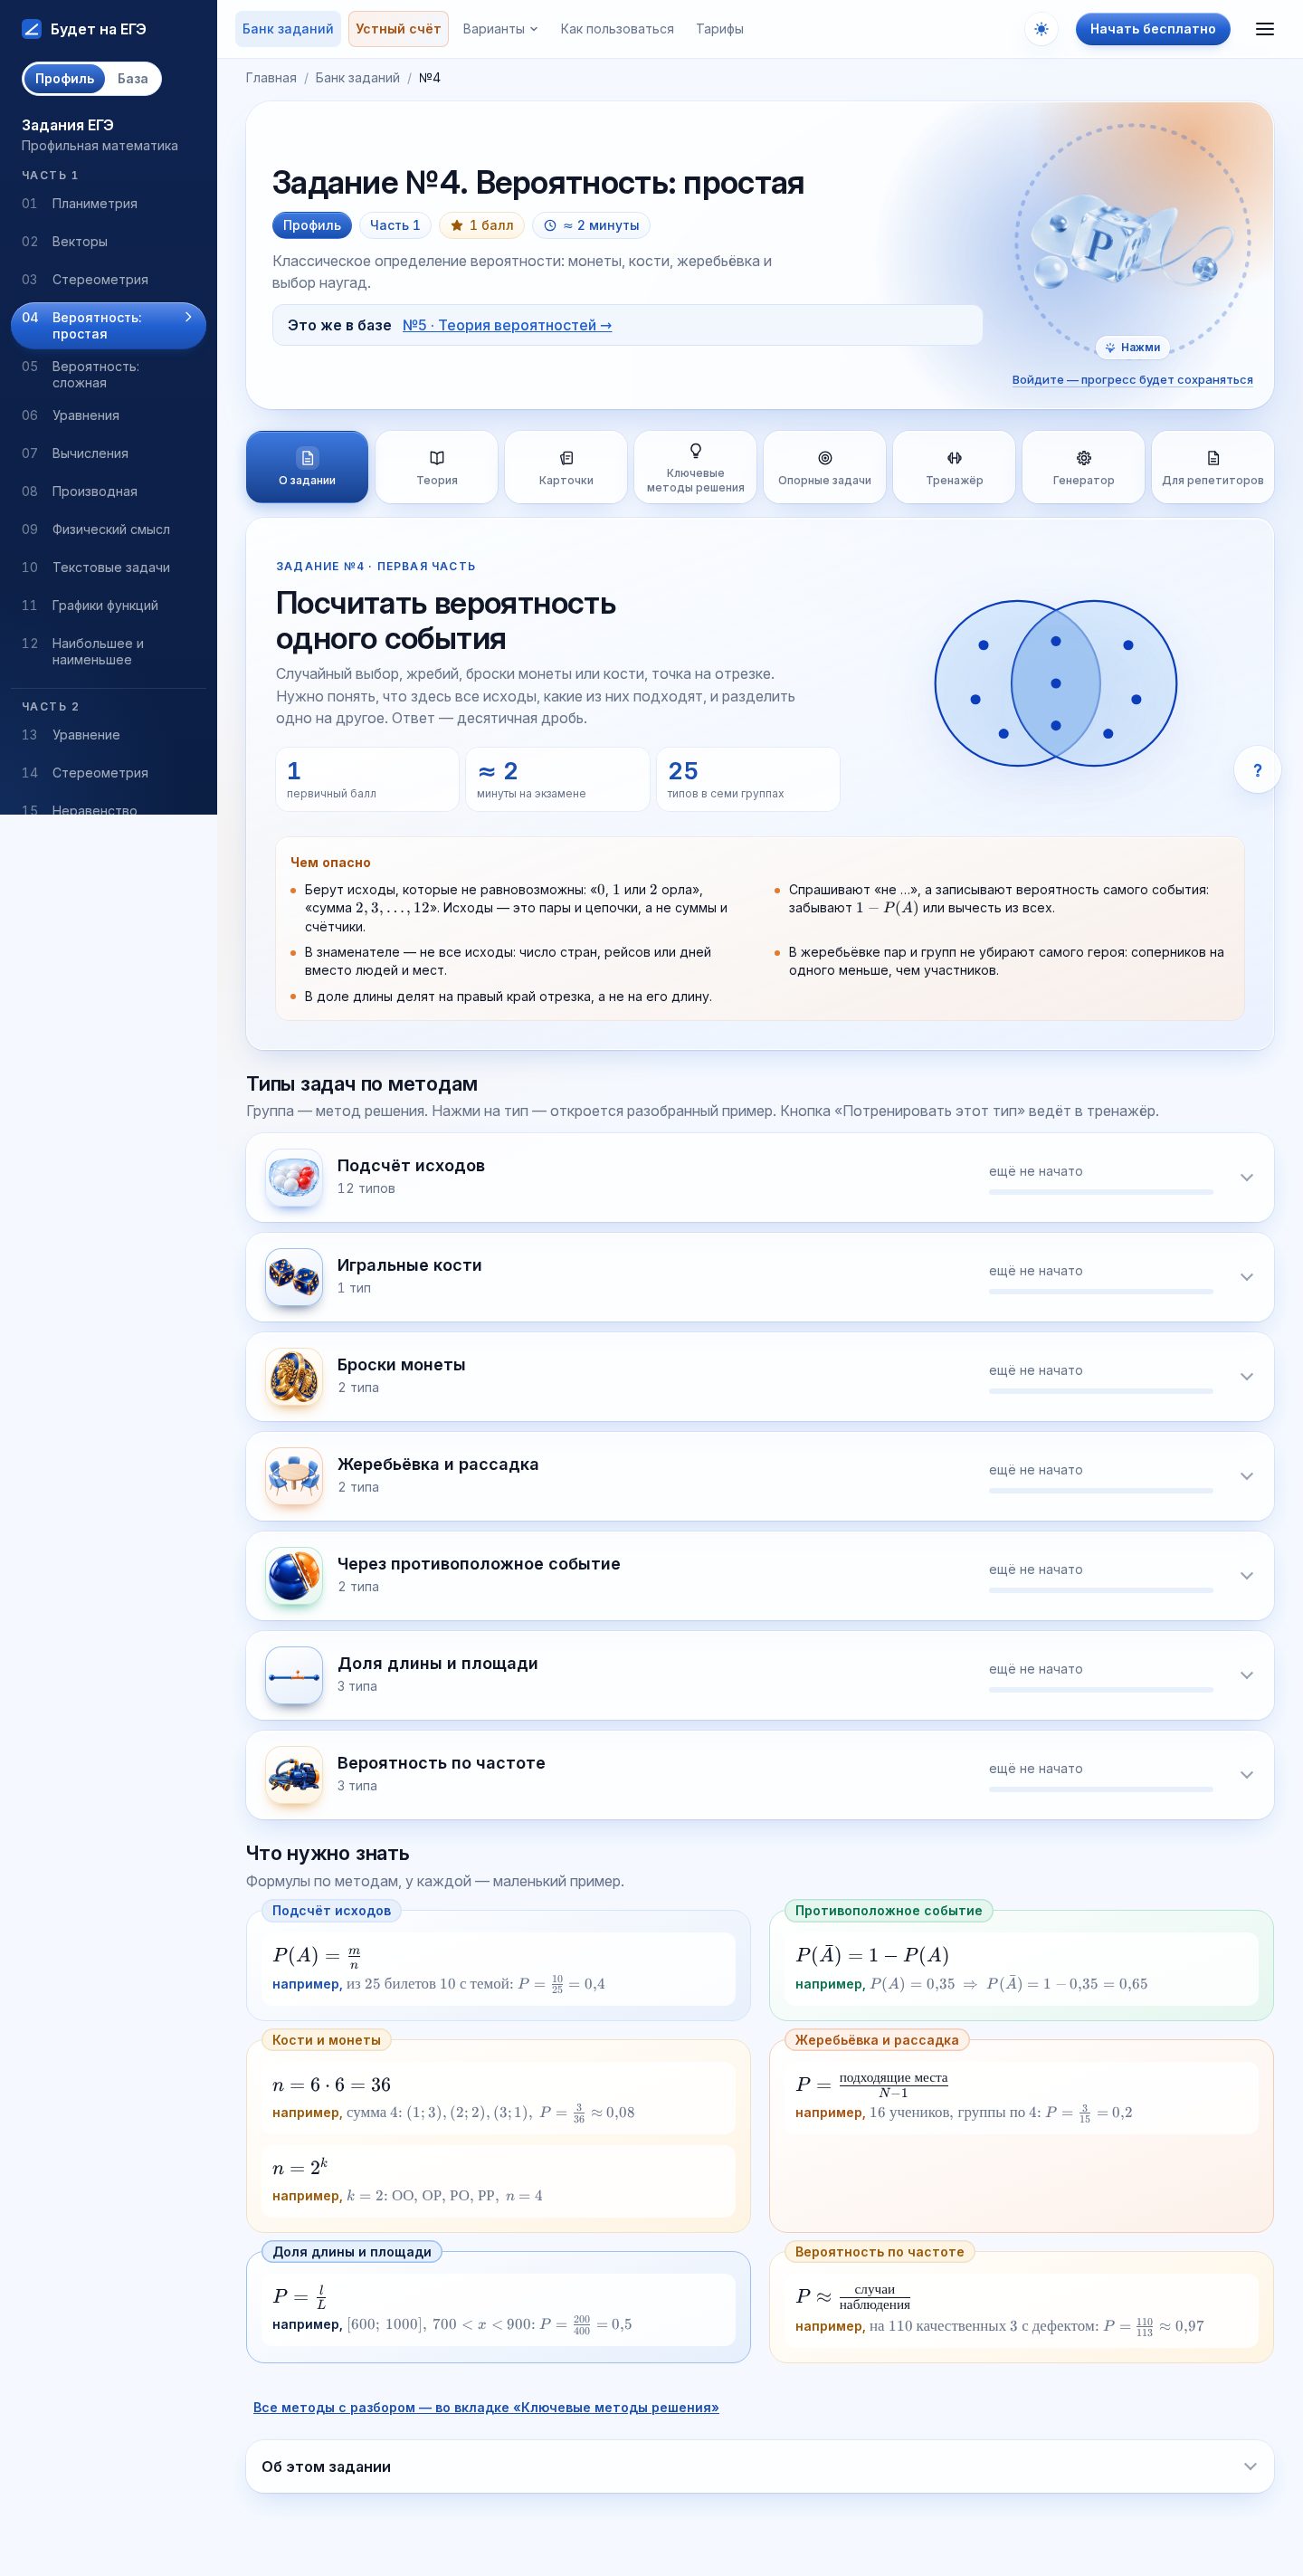 Будет на ЕГЭ
Профиль База
Задания ЕГЭ
Профильная математика
ЧАСТЬ 1
01 Планиметрия
02 Векторы
03 Стереометрия
04 Вероятность:
простая
05 Вероятность:
сложная
06 Уравнения
07 Вычисления
08 Производная
09 Физический смысл
10 Текстовые задачи
11 Графики функций
12 Наибольшее и
наименьшее
ЧАСТЬ 2
13 Уравнение
14 Стереометрия
15 Неравенство
Банк заданий Устный счёт Варианты Как пользоваться Тарифы Начать бесплатно
Главная / Банк заданий / №4
Задание №4. Вероятность: простая
Профиль Часть 1 1 балл ≈ 2 минуты
Классическое определение вероятности: монеты, кости, жеребьёвка и
выбор наугад.
Это же в базе №5 · Теория вероятностей →
P
Нажми
Войдите — прогресс будет сохраняться
О задании
Теория
Карточки
Ключевые
методы решения
Опорные задачи
Тренажёр
Генератор
Для репетиторов
ЗАДАНИЕ №4 · ПЕРВАЯ ЧАСТЬ
Посчитать вероятность
одного события
Случайный выбор, жребий, броски монеты или кости, точка на отрезке.
Нужно понять, что здесь все исходы, какие из них подходят, и разделить
одно на другое. Ответ — десятичная дробь.
1
первичный балл
≈ 2
минуты на экзамене
25
типов в семи группах
?
Чем опасно
Берут исходы, которые не равновозможны: «0, 1 или 2 орла»,
«сумма 2, 3, …, 12». Исходы — это пары и цепочки, а не суммы и
счётчики.
Спрашивают «не …», а записывают вероятность самого события:
забывают 1 − P(A) или вычесть из всех.
В знаменателе — не все исходы: число стран, рейсов или дней
вместо людей и мест.
В жеребьёвке пар и групп не убирают самого героя: соперников на
одного меньше, чем участников.
В доле длины делят на правый край отрезка, а не на его длину.
Типы задач по методам
Группа — метод решения. Нажми на тип — откроется разобранный пример. Кнопка «Потренировать этот тип» ведёт в тренажёр.
Подсчёт исходов
12 типов
ещё не начато
Игральные кости
1 тип
ещё не начато
Броски монеты
2 типа
ещё не начато
Жеребьёвка и рассадка
2 типа
ещё не начато
Через противоположное событие
2 типа
ещё не начато
Доля длины и площади
3 типа
ещё не начато
Вероятность по частоте
3 типа
ещё не начато
Что нужно знать
Формулы по методам, у каждой — маленький пример.
Подсчёт исходов
P(A) = m/n
например, из 25 билетов 10 с темой: P = 10/25 = 0,4
Противоположное событие
P(Ā) = 1 − P(A)
например, P(A) = 0,35 ⇒ P(Ā) = 1 − 0,35 = 0,65
Кости и монеты
n = 6 · 6 = 36
например, сумма 4: (1; 3), (2; 2), (3; 1), P = 3/36 ≈ 0,08
n = 2^k
например, k = 2: ОО, ОР, РО, РР, n = 4
Жеребьёвка и рассадка
P = подходящие места/N−1
например, 16 учеников, группы по 4: P = 3/15 = 0,2
Доля длины и площади
P = l/L
например, [600; 1000], 700 < x < 900: P = 200/400 = 0,5
Вероятность по частоте
P ≈ случаи/наблюдения
например, на 110 качественных 3 с дефектом: P = 110/113 ≈ 0,97
Все методы с разбором — во вкладке «Ключевые методы решения»
Об этом задании